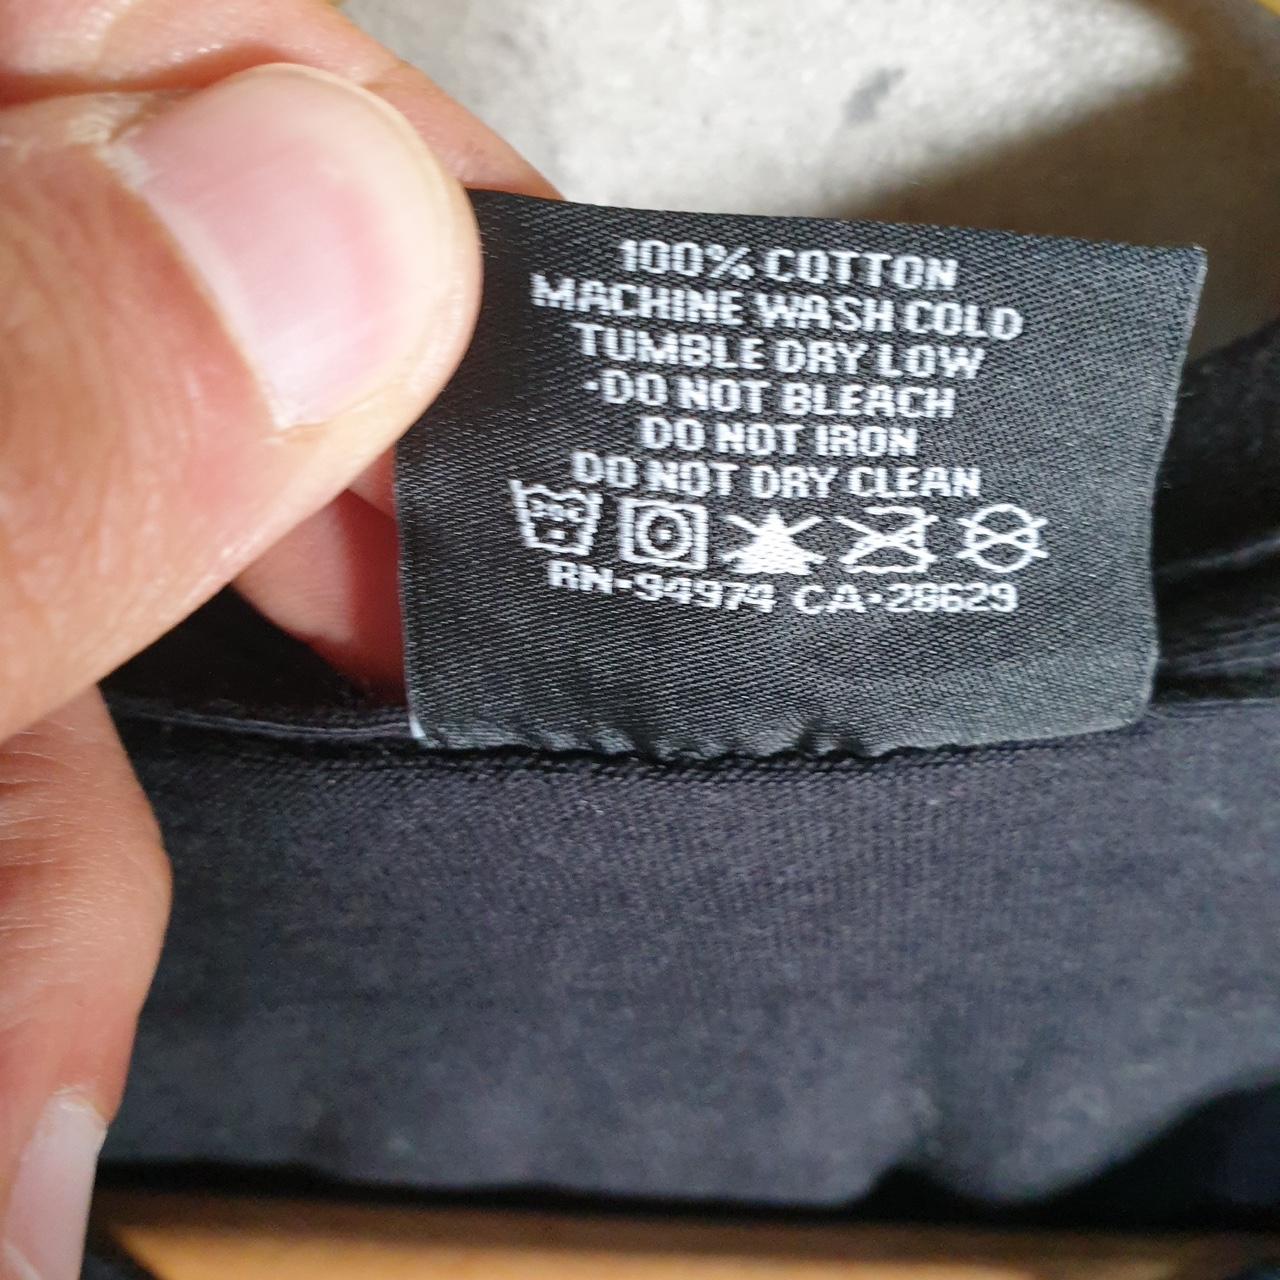 100% COTTON
MACHINE WASH COLD
TUMBLE DRY LOW
·DO NOT BLEACH
DO NOT IRON
DO NOT DRY CLEAN
RN·94974 CA·28629